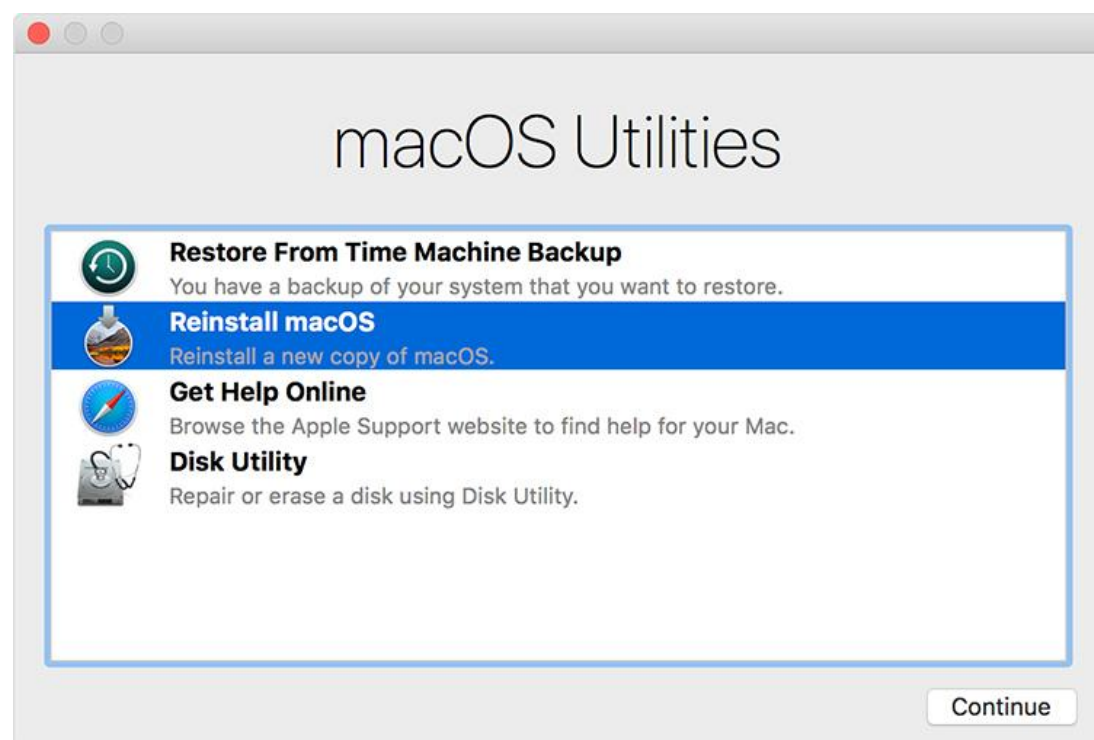 macOS Utilities
Restore From Time Machine Backup
You have a backup of your system that you want to restore.
Reinstall macOS
Reinstall a new copy of macOS.
Get Help Online
Browse the Apple Support website to find help for your Mac.
Disk Utility
Repair or erase a disk using Disk Utility.
Continue